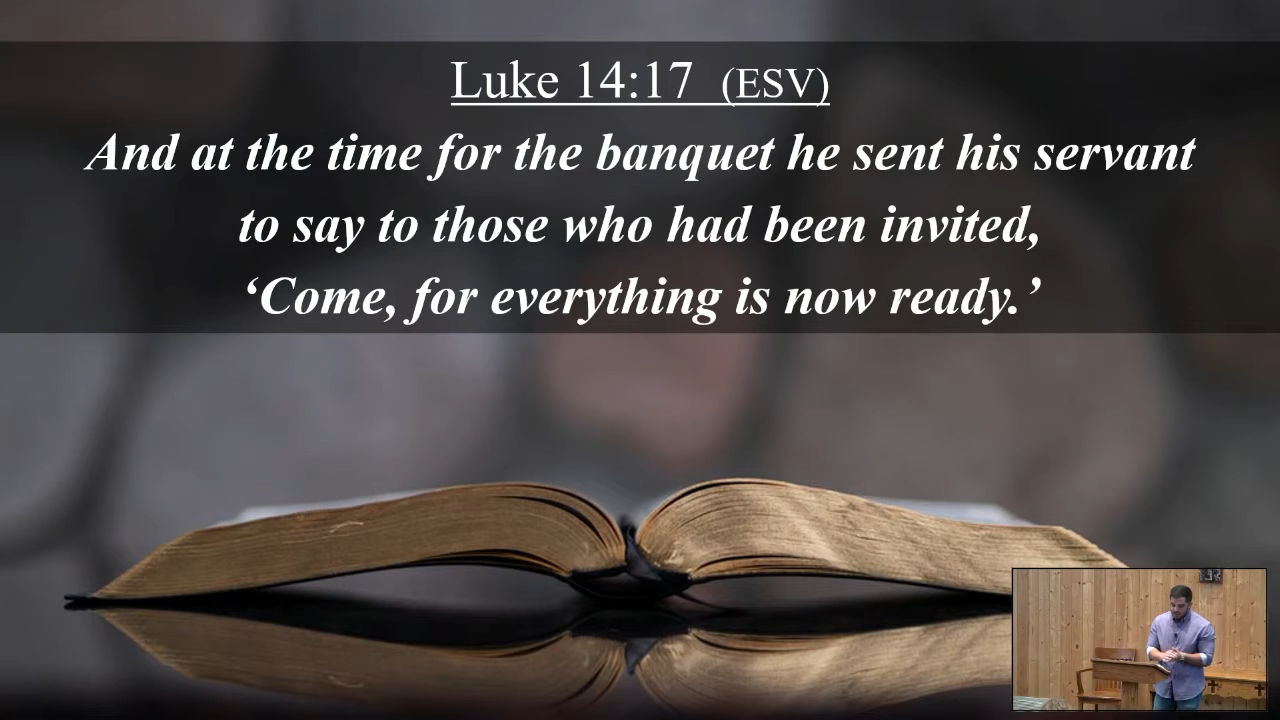 Luke 14:17 (ESV)
And at the time for the banquet he sent his servant
to say to those who had been invited,
‘Come, for everything is now ready.’